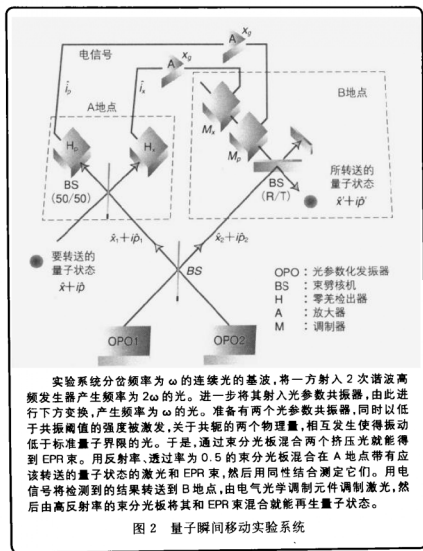 电信号
A xg
A xg
îp
îx
A地点
B地点
Mx
Mp
Hp
Hx
BS
(50/50)
BS
(R/T)
所转送的
量子状态
x̂'+ip̂'
要转送的
量子状态
x̂+ip̂
x̂₁+ip̂₁
x̂₂+ip̂₂
BS
OPO1
OPO2
OPO：光参数化发振器
BS：束劈核机
H：零差检出器
A：放大器
M：调制器
实验系统分岔频率为ω的连续光的基波，将一方射入2次谐波高
频发生器产生频率为2ω的光。进一步将其射入光参数共振器，由此进
行下方变换，产生频率为ω的光。准备有两个光参数共振器，同时以低
于共振阈值的强度被激发，关于共轭的两个物理量，相互发生使得振动
低于标准量子界限的光。于是，通过束分光板混合两个挤压光就能得
到EPR束。用反射率、透过率为0.5的束分光板混合在A地点带有应
该转送的量子状态的激光和EPR束，然后用同性结合测定它们。用电
信号将检测到的结果转送到B地点，由电气光学调制元件调制激光，然
后由高反射率的束分光板将其和EPR束混合就能再生量子状态。
图2 量子瞬间移动实验系统